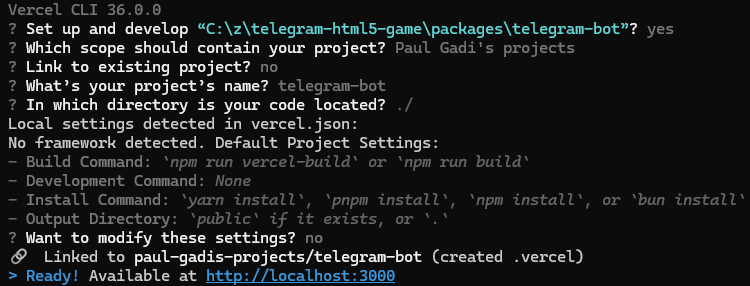 Vercel CLI 36.0.0
? Set up and develop “C:\z\telegram-html5-game\packages\telegram-bot”? yes
? Which scope should contain your project? Paul Gadi's projects
? Link to existing project? no
? What’s your project’s name? telegram-bot
? In which directory is your code located? ./
Local settings detected in vercel.json:
No framework detected. Default Project Settings:
- Build Command: `npm run vercel-build` or `npm run build`
- Development Command: None
- Install Command: `yarn install`, `pnpm install`, `npm install`, or `bun install`
- Output Directory: `public` if it exists, or `.`
? Want to modify these settings? no
🔗  Linked to paul-gadis-projects/telegram-bot (created .vercel)
> Ready! Available at http://localhost:3000